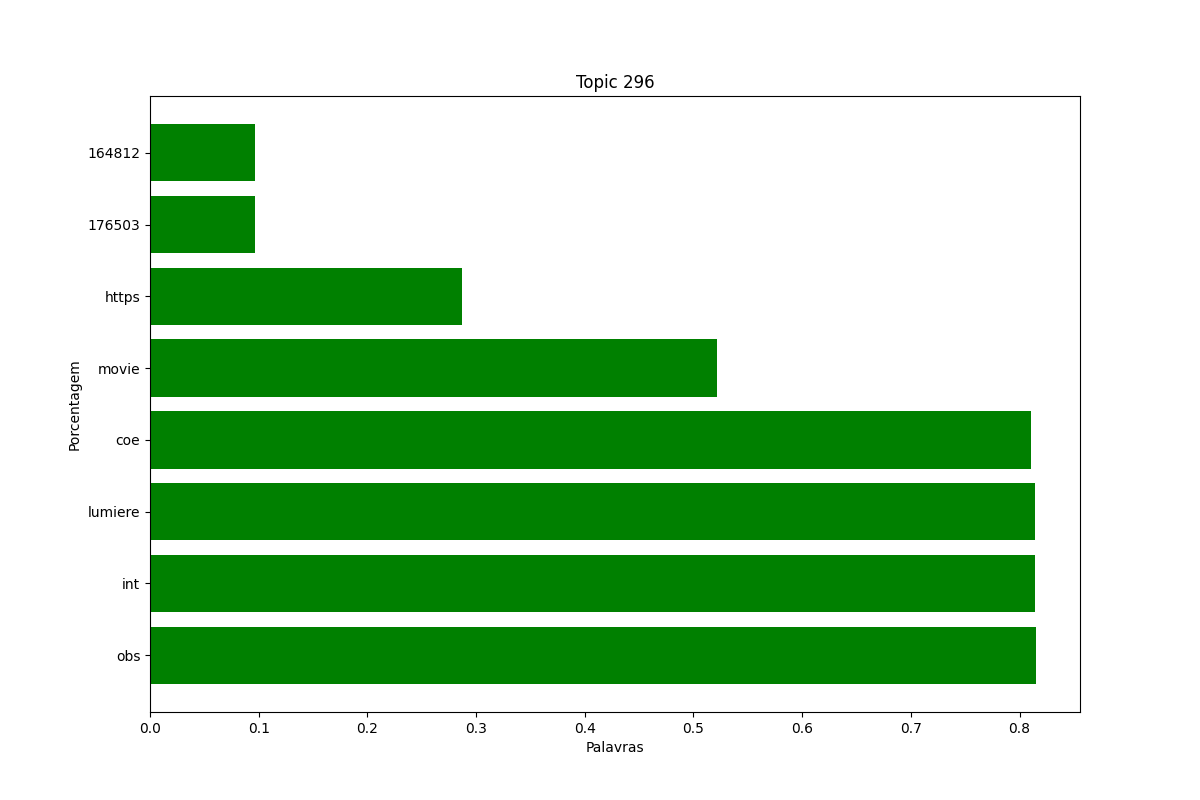 Topic 296
164812
176503
https
movie
coe
lumiere
int
obs
Porcentagem
0.0 0.1 0.2 0.3 0.4 0.5 0.6 0.7 0.8
Palavras